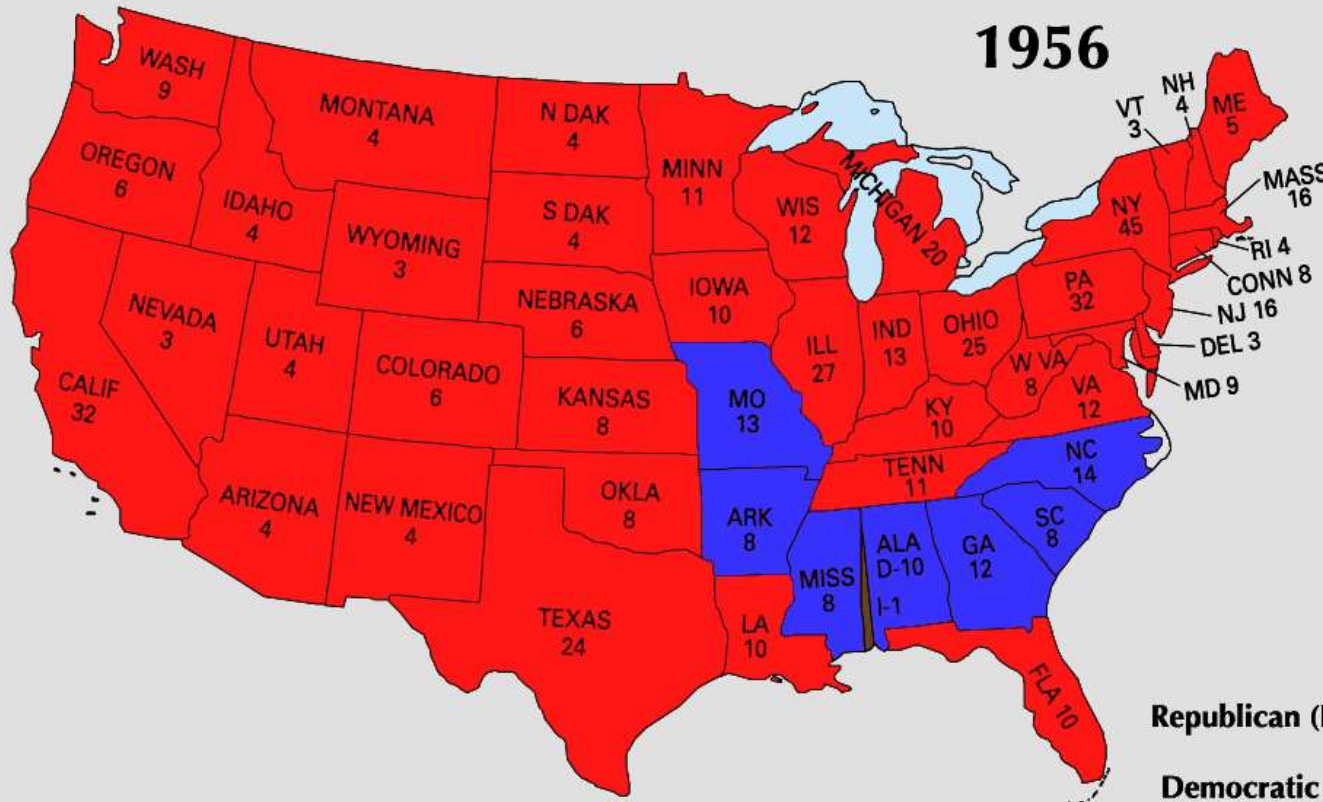 1956
WASH
9
OREGON
6
CALIF
32
NEVADA
3
IDAHO
4
MONTANA
4
WYOMING
3
UTAH
4
COLORADO
6
ARIZONA
4
NEW MEXICO
4
N DAK
4
S DAK
4
NEBRASKA
6
KANSAS
8
OKLA
8
TEXAS
24
MINN
11
IOWA
10
MO
13
ARK
8
LA
10
WIS
12
ILL
27
MICHIGAN 20
IND
13
OHIO
25
KY
10
TENN
11
MISS
8
ALA
D-10
I-1
GA
12
FLA 10
SC
8
NC
14
VA
12
W VA
8
PA
32
NY
45
VT
3
NH
4
ME
5
MASS
16
RI 4
CONN 8
NJ 16
DEL 3
MD 9
Republican (
Democratic